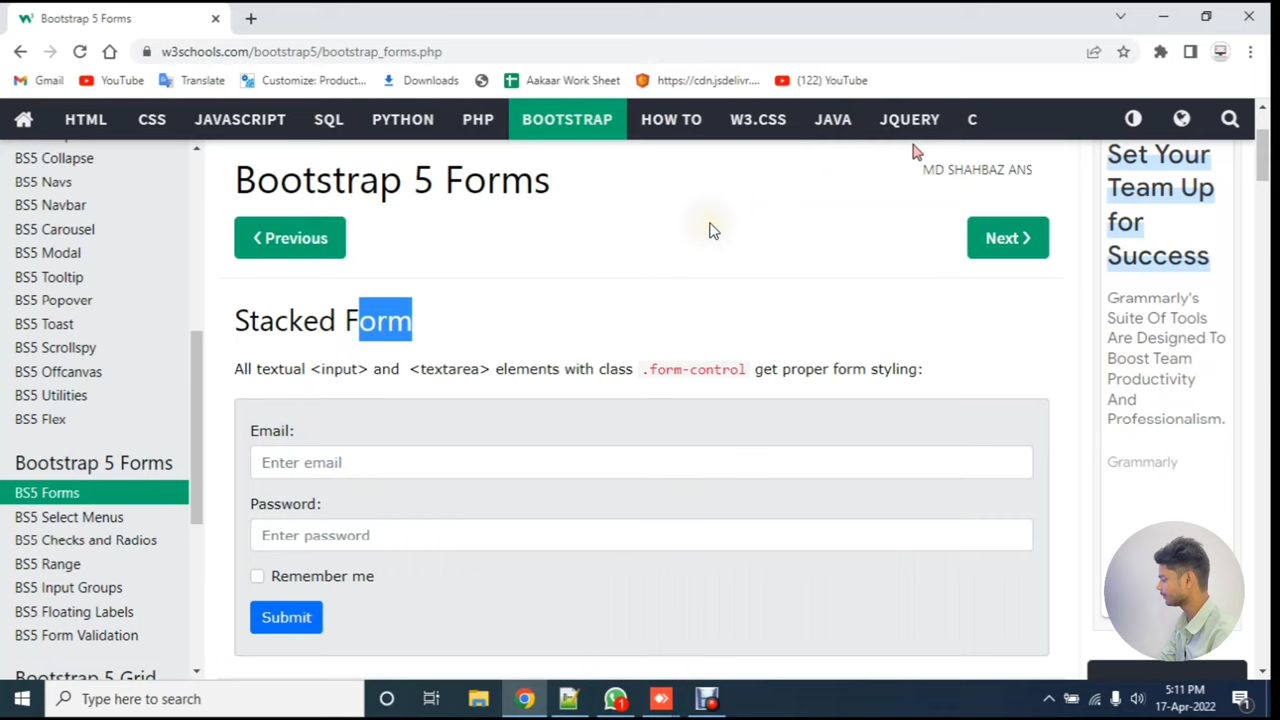 Bootstrap 5 Forms
w3schools.com/bootstrap5/bootstrap_forms.php
Gmail YouTube Translate Customize: Product... Downloads Aakaar Work Sheet https://cdn.jsdelivr.... (122) YouTube
HTML CSS JAVASCRIPT SQL PYTHON PHP BOOTSTRAP HOW TO W3.CSS JAVA JQUERY C
BS5 Collapse
BS5 Navs
BS5 Navbar
BS5 Carousel
BS5 Modal
BS5 Tooltip
BS5 Popover
BS5 Toast
BS5 Scrollspy
BS5 Offcanvas
BS5 Utilities
BS5 Flex
Bootstrap 5 Forms
BS5 Forms
BS5 Select Menus
BS5 Checks and Radios
BS5 Range
BS5 Input Groups
BS5 Floating Labels
BS5 Form Validation
Bootstrap 5 Grid
Bootstrap 5 Forms
MD SHAHBAZ ANS
❮ Previous
Next ❯
Stacked Form
All textual <input> and <textarea> elements with class .form-control get proper form styling:
Email:
Enter email
Password:
Enter password
Remember me
Submit
Set Your
Team Up
for
Success
Grammarly's
Suite Of Tools
Are Designed To
Boost Team
Productivity
And
Professionalism.
Grammarly
Type here to search
1
5:11 PM
17-Apr-2022
1